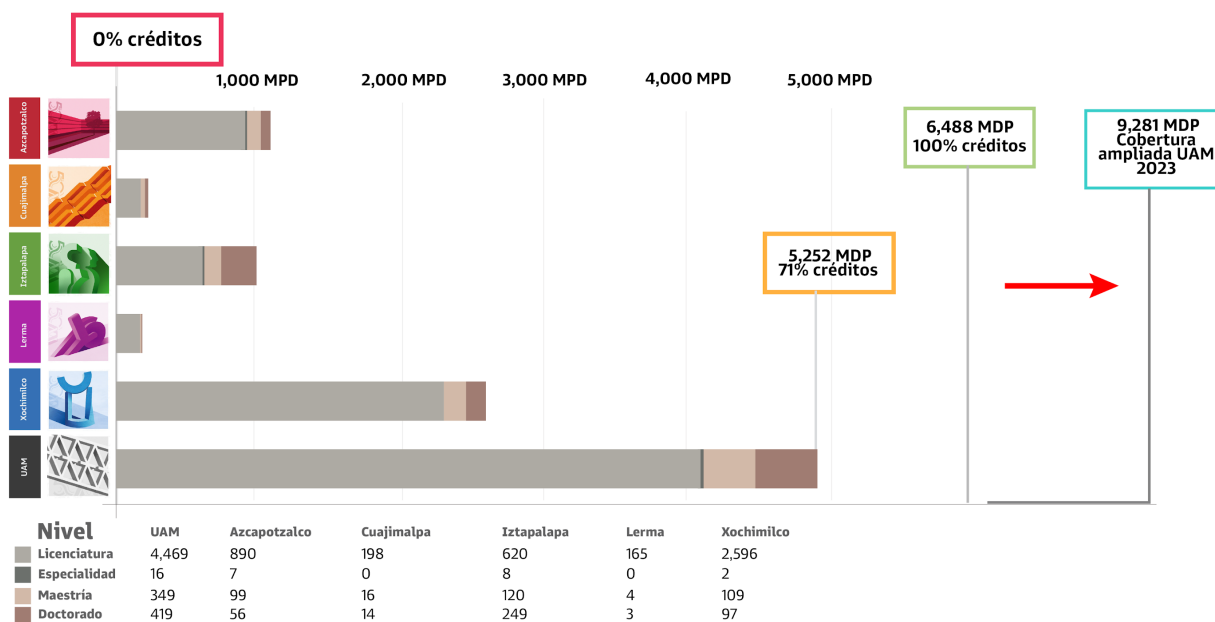 0% créditos
1,000 MPD 2,000 MPD 3,000 MPD 4,000 MPD 5,000 MPD
6,488 MDP
100% créditos
9,281 MDP
Cobertura
ampliada UAM
2023
5,252 MDP
71% créditos
Azcapotzalco
Cuajimalpa
Iztapalapa
Lerma
Xochimilco
UAM
Nivel UAM Azcapotzalco Cuajimalpa Iztapalapa Lerma Xochimilco
Licenciatura 4,469 890 198 620 165 2,596
Especialidad 16 7 0 8 0 2
Maestría 349 99 16 120 4 109
Doctorado 419 56 14 249 3 97